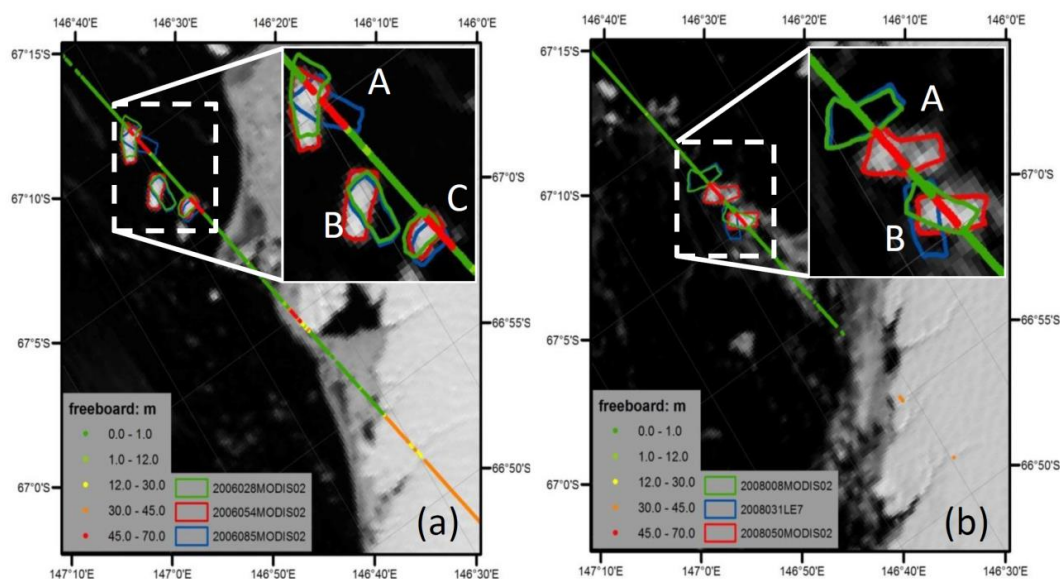 146°40'E 146°30'E 146°20'E 146°10'E
67°15'S
67°10'S
67°5'S
67°0'S
A
B
C
67°0'S
66°55'S
66°50'S
freeboard: m
0.0 - 1.0
1.0 - 12.0
12.0 - 30.0
30.0 - 45.0
45.0 - 70.0
2006028MODIS02
2006054MODIS02
2006085MODIS02
(a)
147°10'E 147°0'E 146°50'E 146°40'E 146°30'E
146°40'E 146°30'E 146°20'E 146°10'E
67°15'S
67°10'S
67°5'S
67°0'S
A
B
67°0'S
66°55'S
66°50'S
freeboard: m
0.0 - 1.0
1.0 - 12.0
12.0 - 30.0
30.0 - 45.0
45.0 - 70.0
2008008MODIS02
2008031LE7
2008050MODIS02
(b)
147°10'E 147°0'E 146°50'E 146°40'E 146°30'E